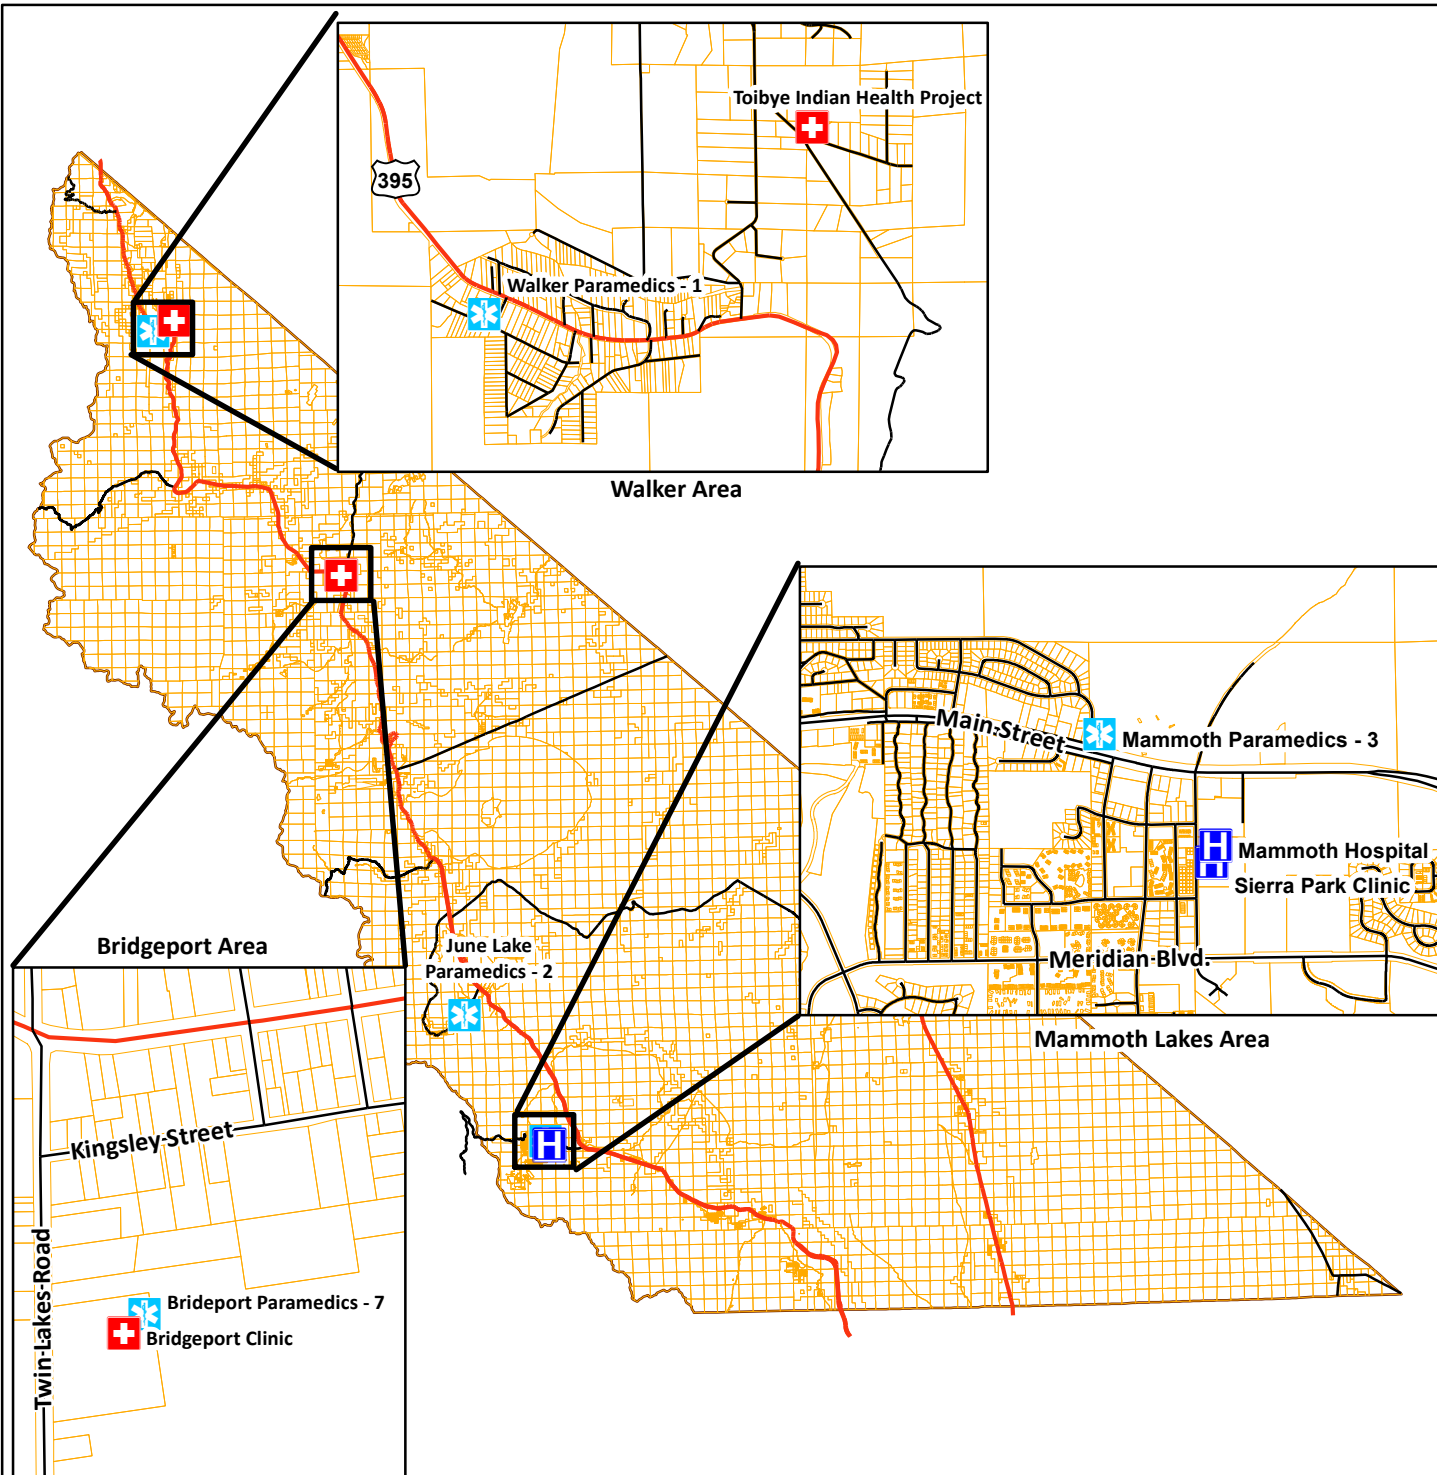 Toibye Indian Health Project
395
Walker Paramedics - 1
Walker Area
Main Street
Mammoth Paramedics - 3
H
Mammoth Hospital
H
Sierra Park Clinic
Meridian Blvd.
Mammoth Lakes Area
June Lake
Paramedics - 2
H
Bridgeport Area
Kingsley Street
Twin Lakes Road
Brideport Paramedics - 7
Bridgeport Clinic